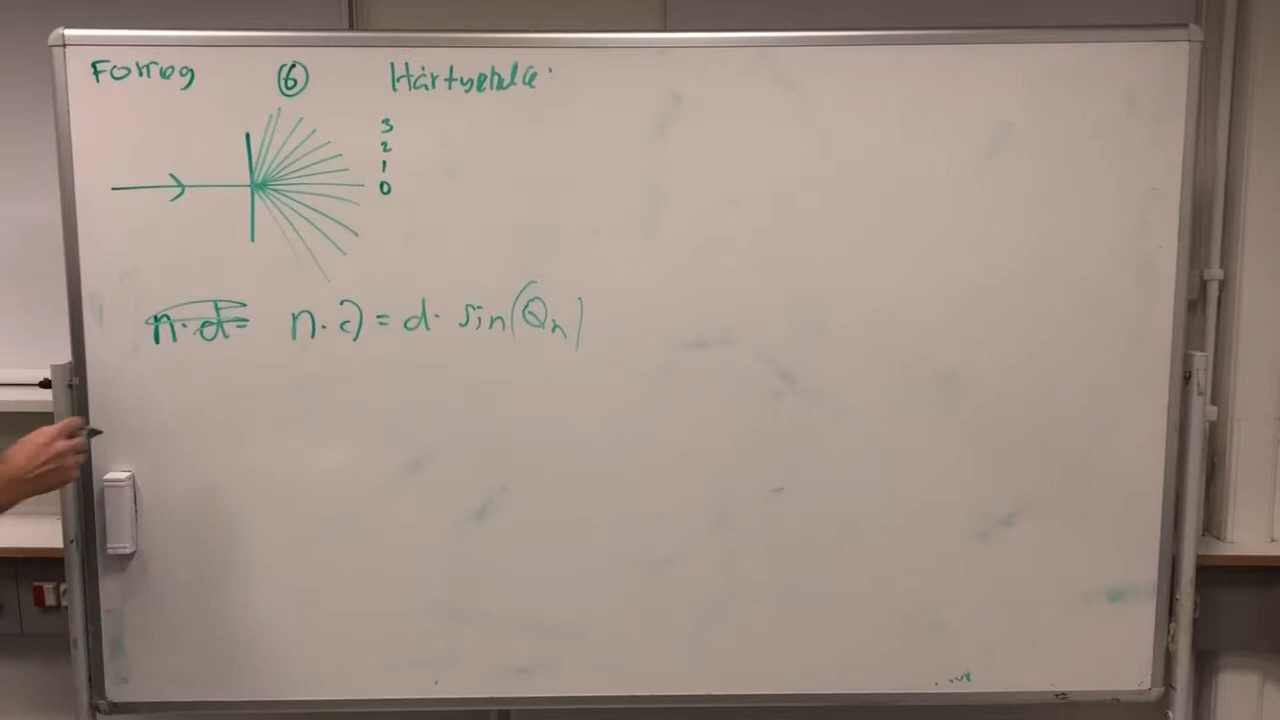 Forsøg ⑥ Hårtykkelse:
3
2
1
0
n·d=
n·λ = d· sin(θn)